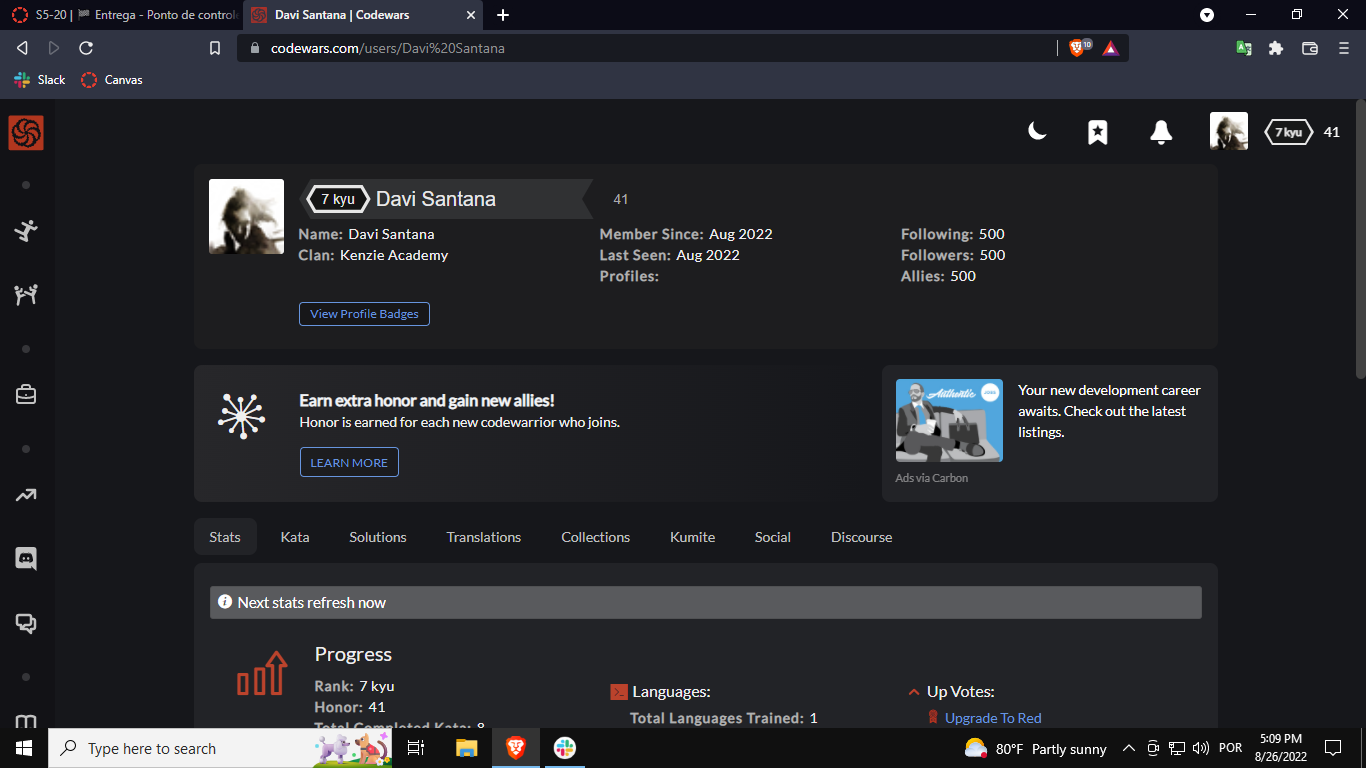 S5-20 | Entrega - Ponto de control
Davi Santana | Codewars
codewars.com/users/Davi%20Santana
10
Slack
Canvas
7 kyu
41
7 kyu
Davi Santana
41
Name: Davi Santana
Member Since: Aug 2022
Following: 500
Clan: Kenzie Academy
Last Seen: Aug 2022
Followers: 500
Profiles:
Allies: 500
View Profile Badges
Earn extra honor and gain new allies!
Honor is earned for each new codewarrior who joins.
LEARN MORE
Authentic
JOBS
Your new development career
awaits. Check out the latest
listings.
Ads via Carbon
Stats
Kata
Solutions
Translations
Collections
Kumite
Social
Discourse
Next stats refresh now
Progress
Rank: 7 kyu
Languages:
Up Votes:
Honor: 41
Total Languages Trained: 1
Upgrade To Red
Total Completed Kata: 8
Type here to search
80°F Partly sunny
POR
5:09 PM
8/26/2022